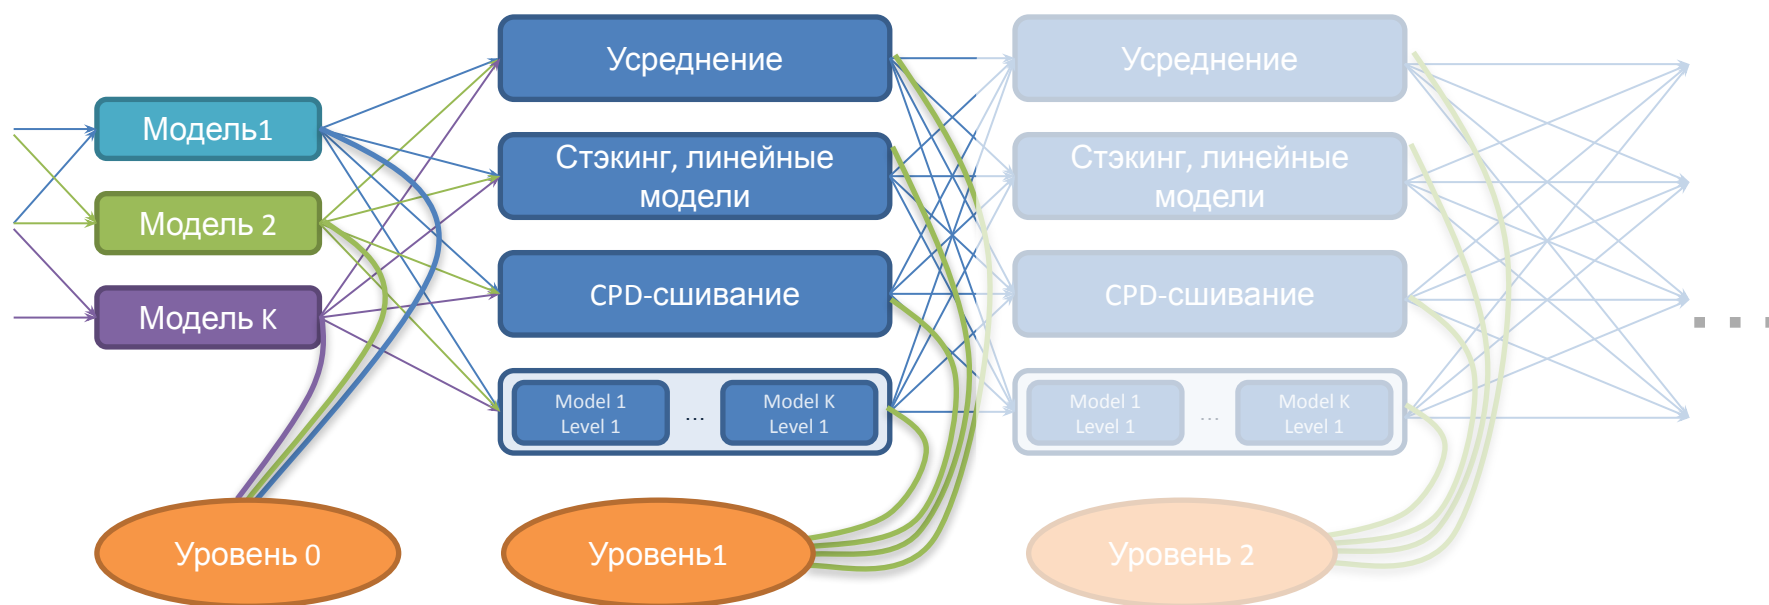 Модель1
Модель 2
Модель K
Уровень 0
Усреднение
Стэкинг, линейные
модели
CPD-сшивание
Model 1
Level 1
...
Model K
Level 1
Уровень1
Усреднение
Стэкинг, линейные
модели
CPD-сшивание
Model 1
Level 1
...
Model K
Level 1
Уровень 2